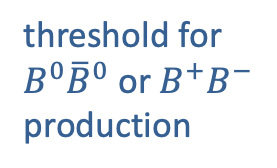 threshold for
B⁰B̅⁰ or B⁺B⁻
production